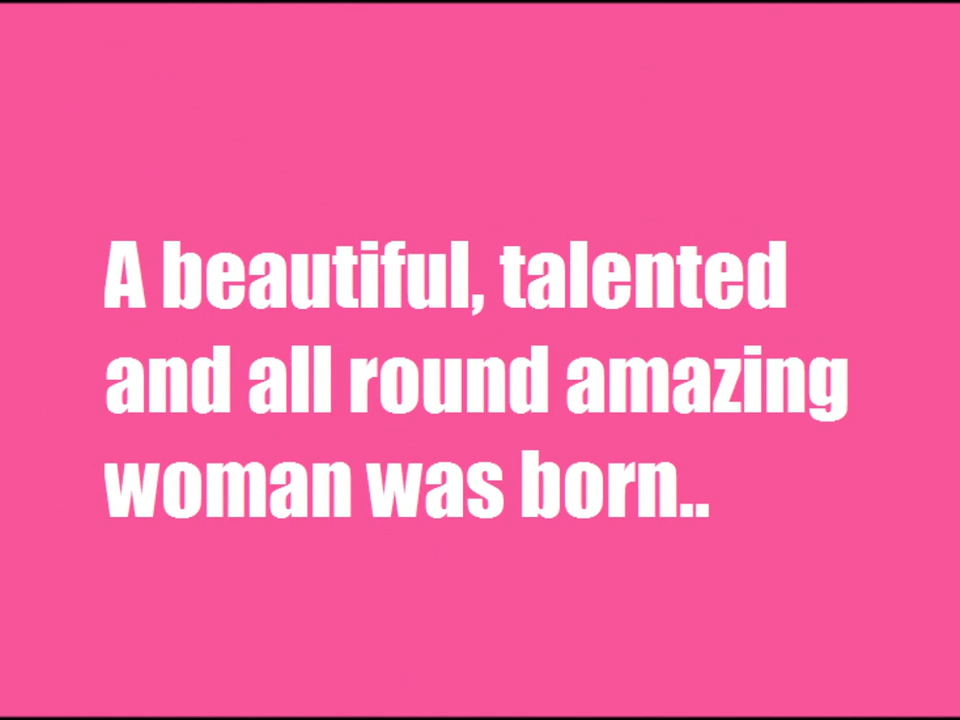 A beautiful, talented
and all round amazing
woman was born..